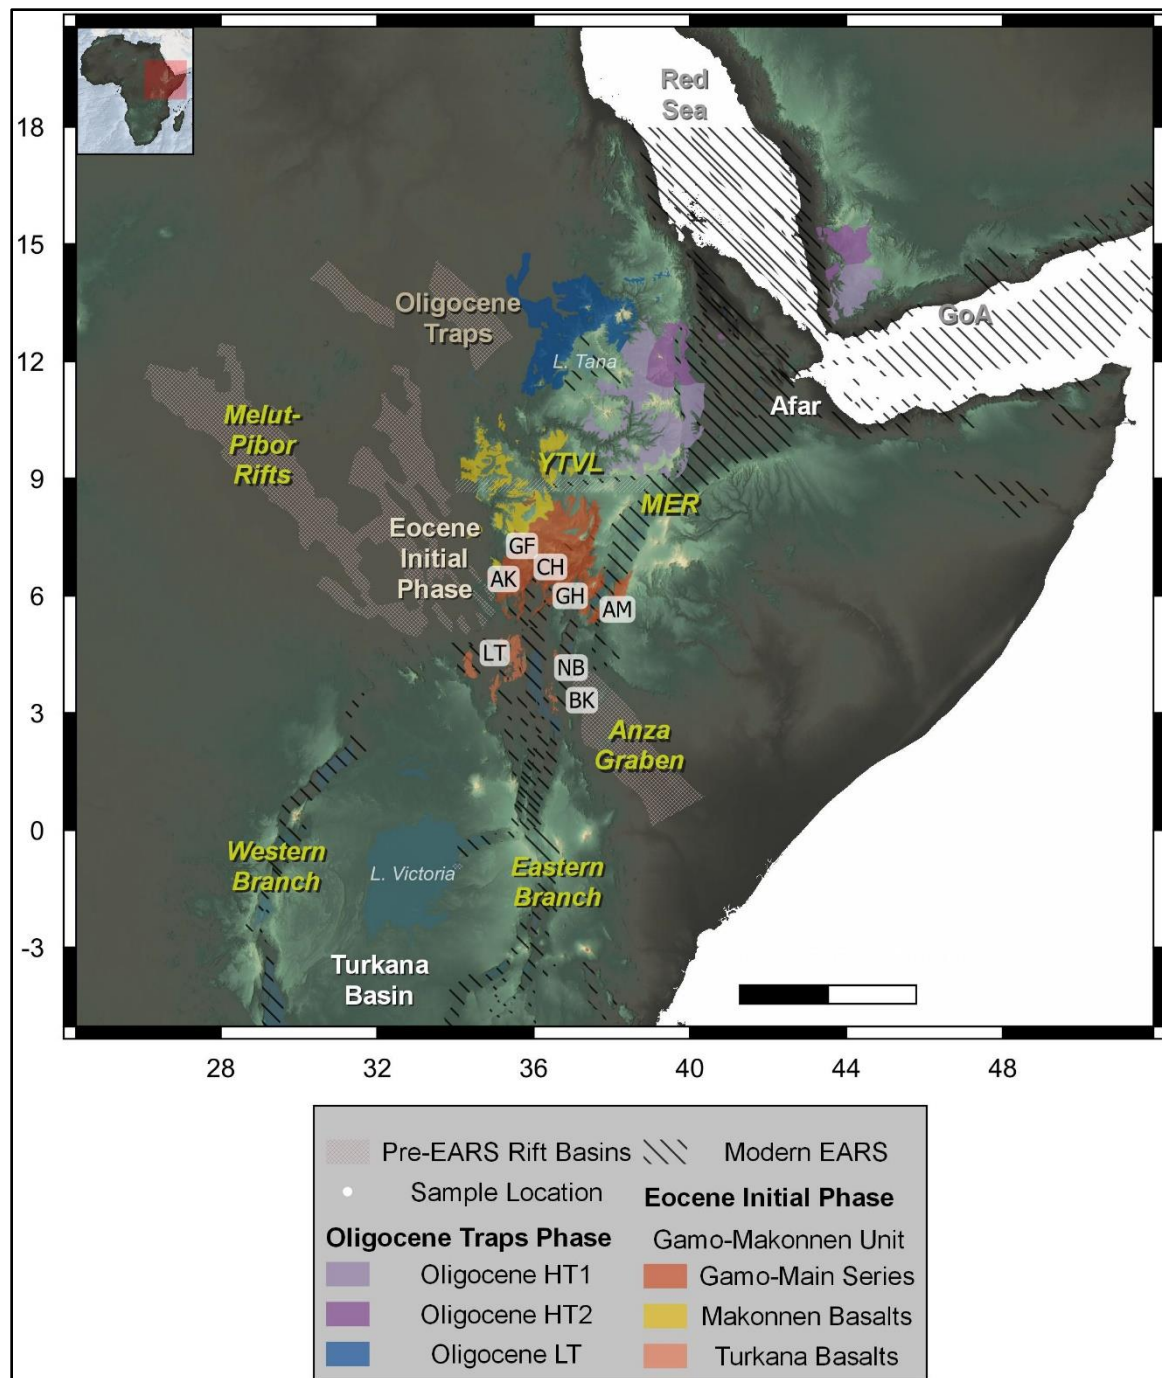 Red
Sea
18
15
Oligocene
Traps
GoA
12
L. Tana
Afar
Melut-
Pibor
Rifts
YTVL
9
MER
Eocene
Initial
Phase
GF
CH
AK
GH
6
AM
LT
NB
BK
3
Anza
Graben
0
Western
Branch
L. Victoria
Eastern
Branch
-3
Turkana
Basin
28
32
36
40
44
48
Pre-EARS Rift Basins
Modern EARS
Sample Location
Eocene Initial Phase
Oligocene Traps Phase
Gamo-Makonnen Unit
Oligocene HT1
Gamo-Main Series
Oligocene HT2
Makonnen Basalts
Oligocene LT
Turkana Basalts